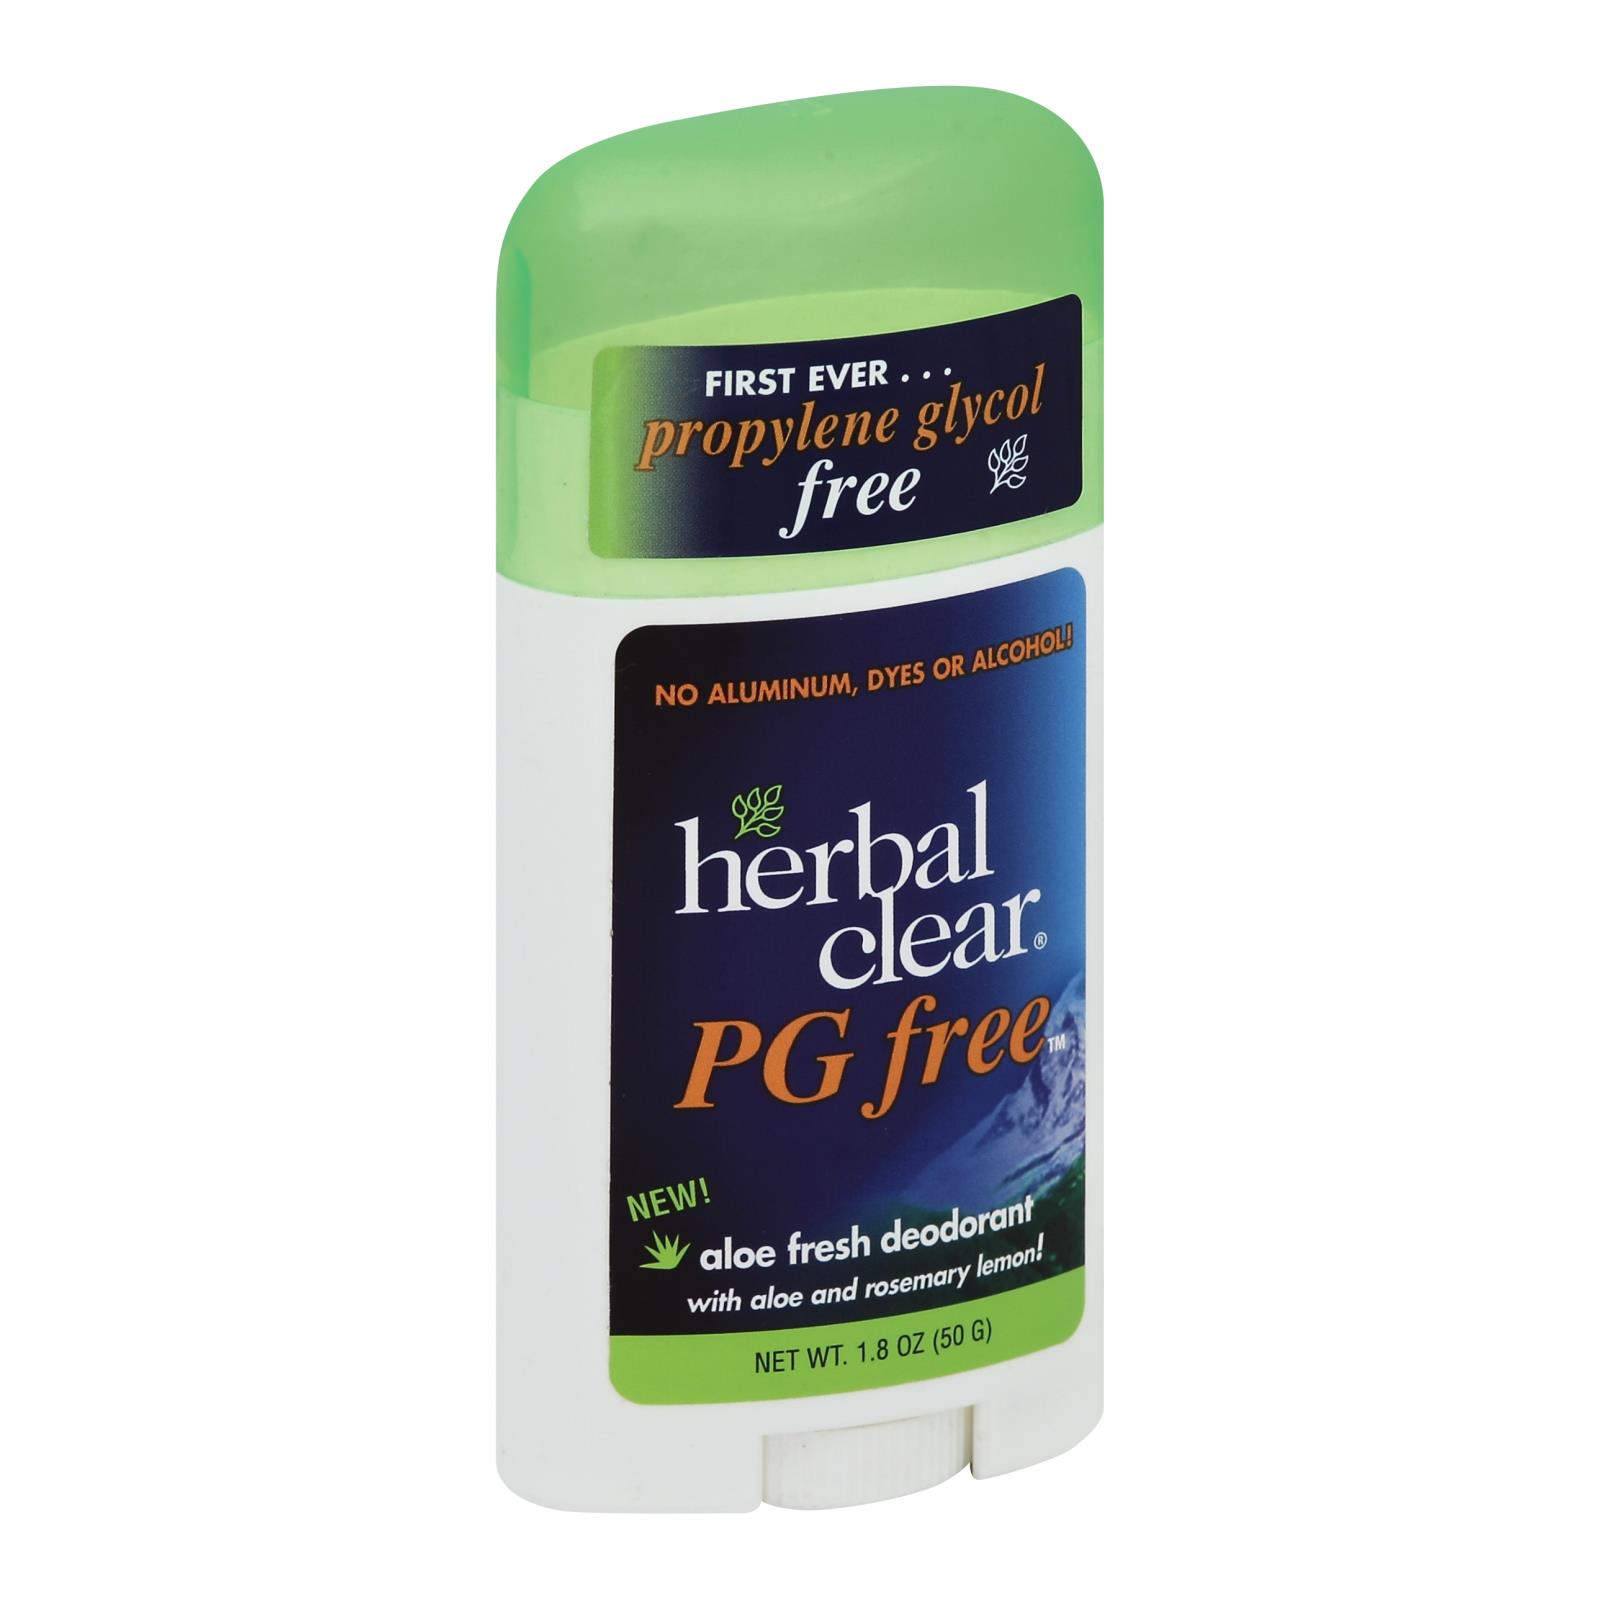 FIRST EVER . . .
propylene glycol
free
NO ALUMINUM, DYES OR ALCOHOL!
herbal
clear®
PG free™
NEW!
aloe fresh deodorant
with aloe and rosemary lemon!
NET WT. 1.8 OZ (50 G)